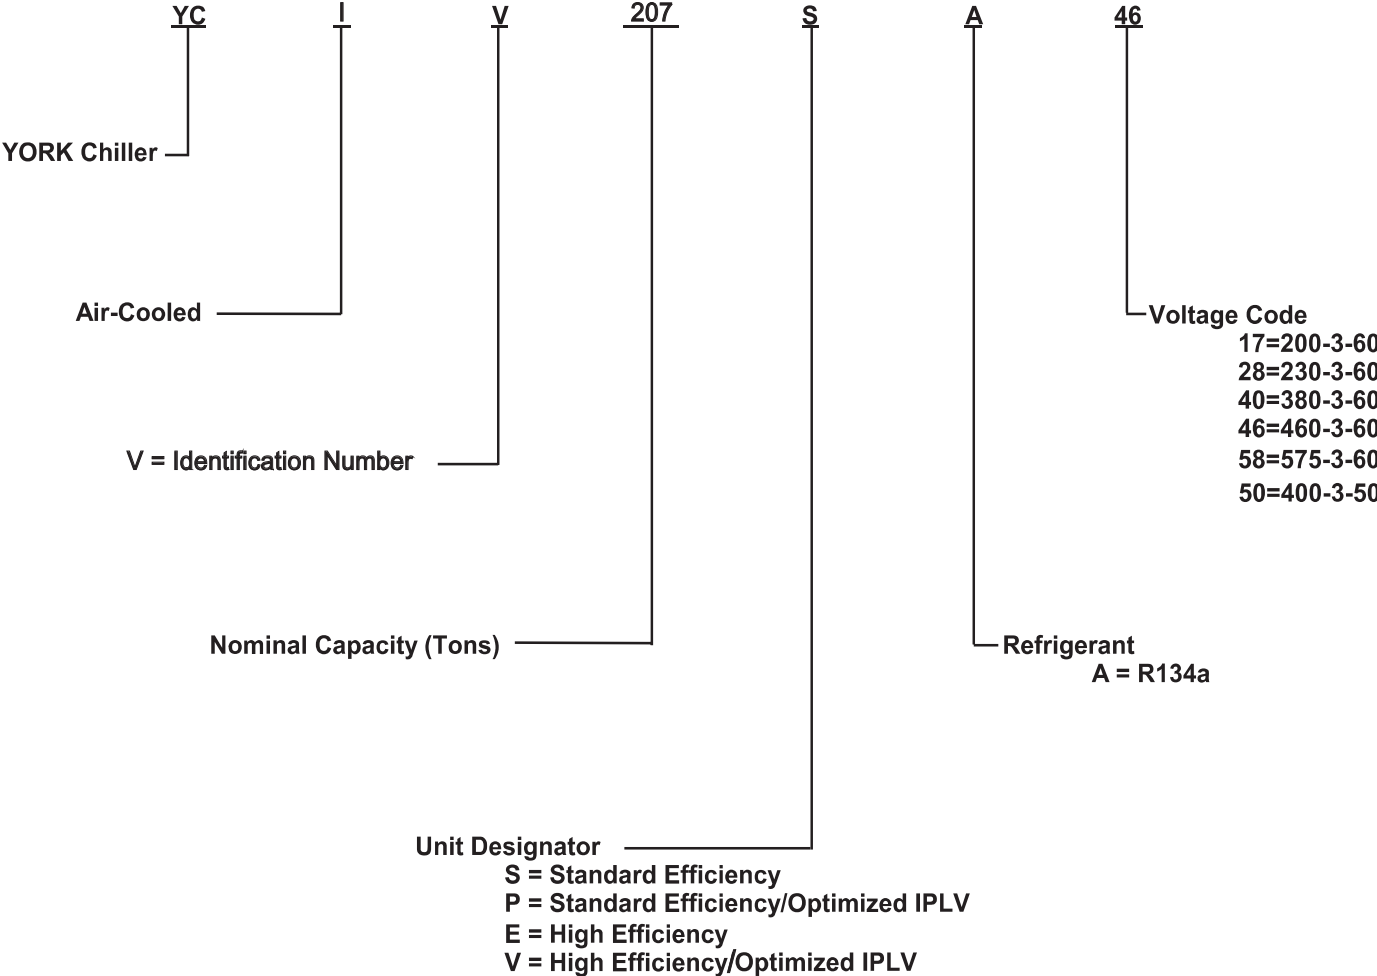 YC I V 207 S A 46
YORK Chiller
Air-Cooled
Voltage Code
17=200-3-60
28=230-3-60
40=380-3-60
46=460-3-60
58=575-3-60
50=400-3-50
V = Identification Number
Nominal Capacity (Tons)
Refrigerant
A = R134a
Unit Designator
S = Standard Efficiency
P = Standard Efficiency/Optimized IPLV
E = High Efficiency
V = High Efficiency/Optimized IPLV